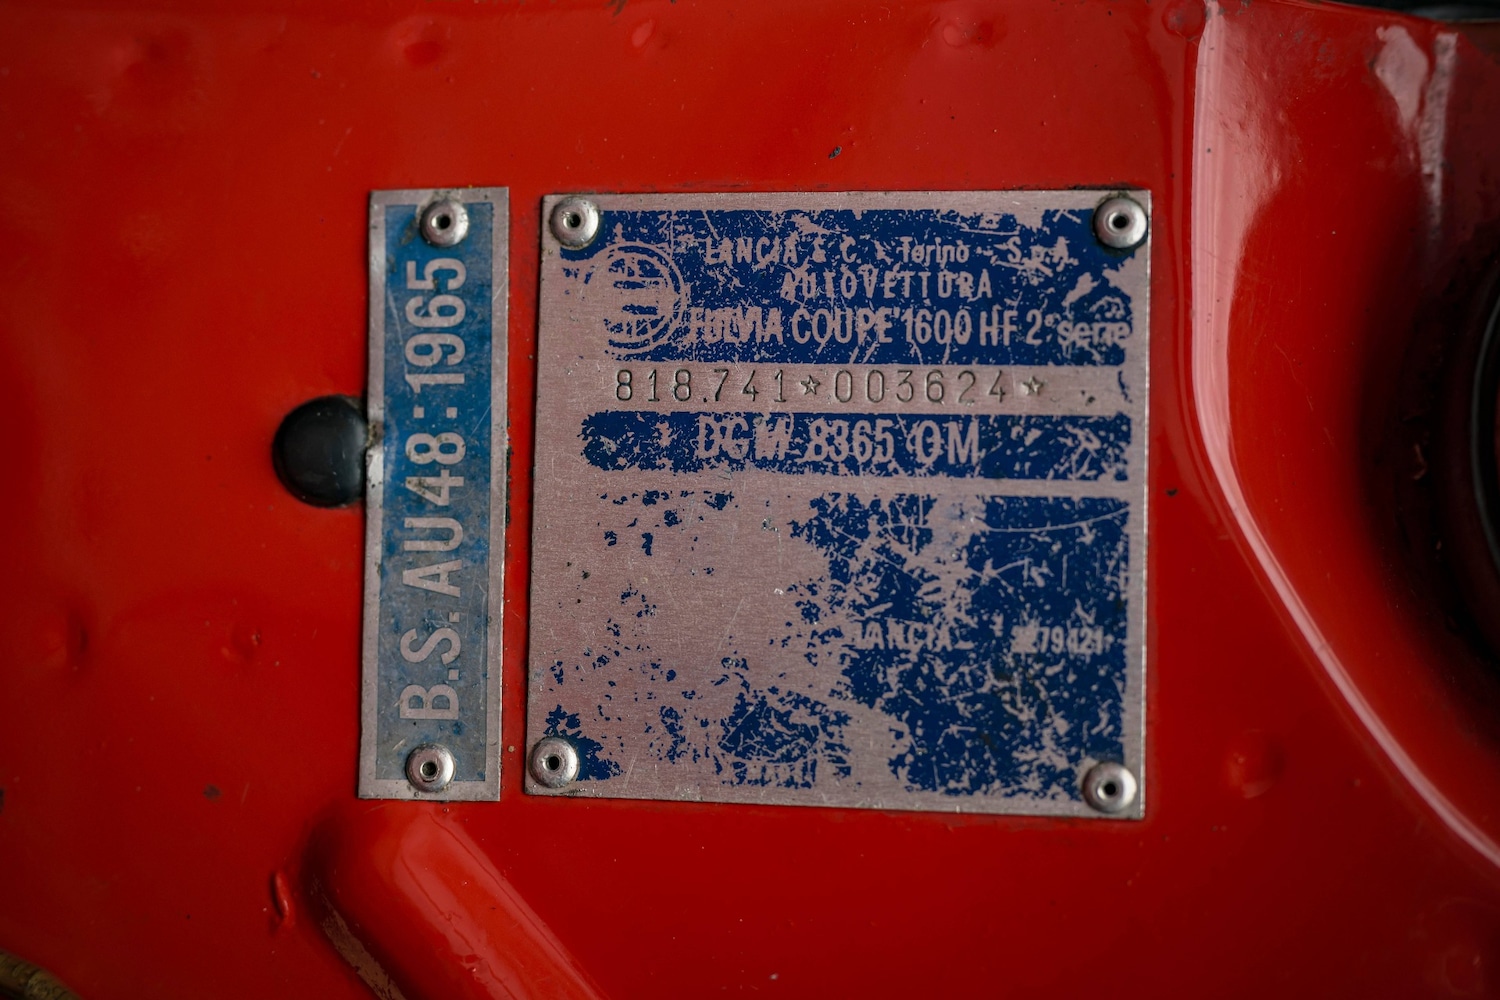 B.S. AU 48 : 1965
LANCIA & C. Torino - S.p.A.
AUTOVETTURA
FULVIA COUPE' 1600 HF 2ª serie
818.741★003624★
DGM 8365 OM
LANCIA